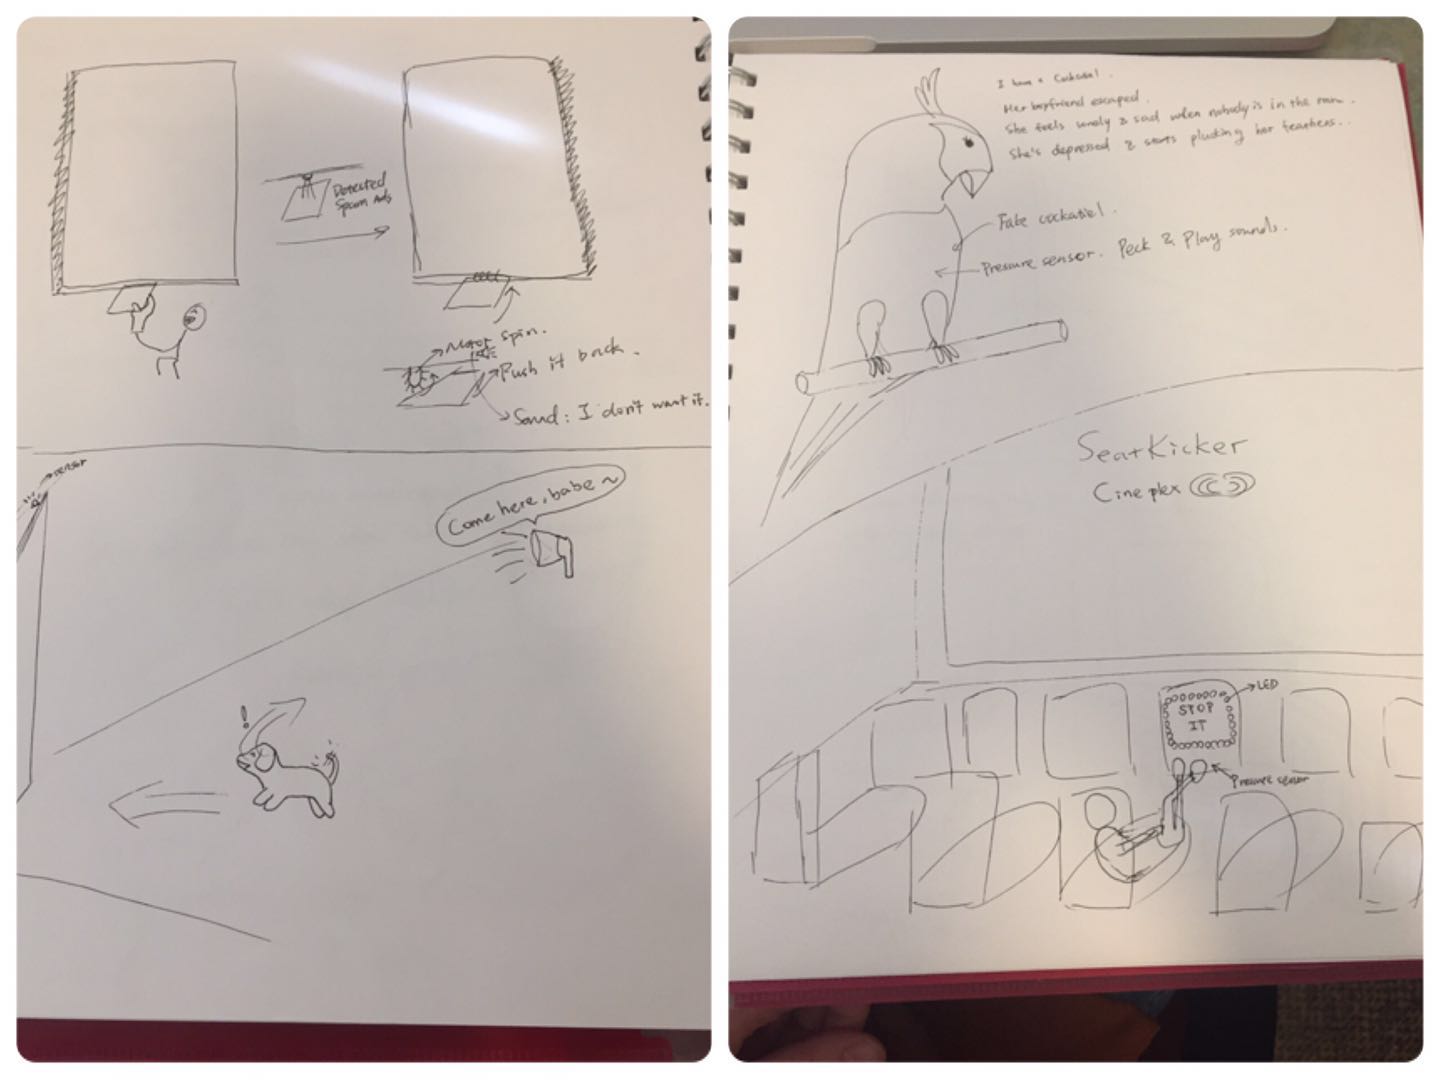 Detected
Spam Ads
Motor spin.
Push it back.
Sound: I don't want it.
sensor
Come here, babe ~
!
I have a Cockatiel.
Her boyfriend escaped.
She feels lonely & sad when nobody is in the room.
She's depressed & starts plucking her feathers..
Fake cockatiel.
Pressure sensor. Peck & Play sounds.
SeatKicker
Cineplex
LED
STOP
IT
Pressure sensor